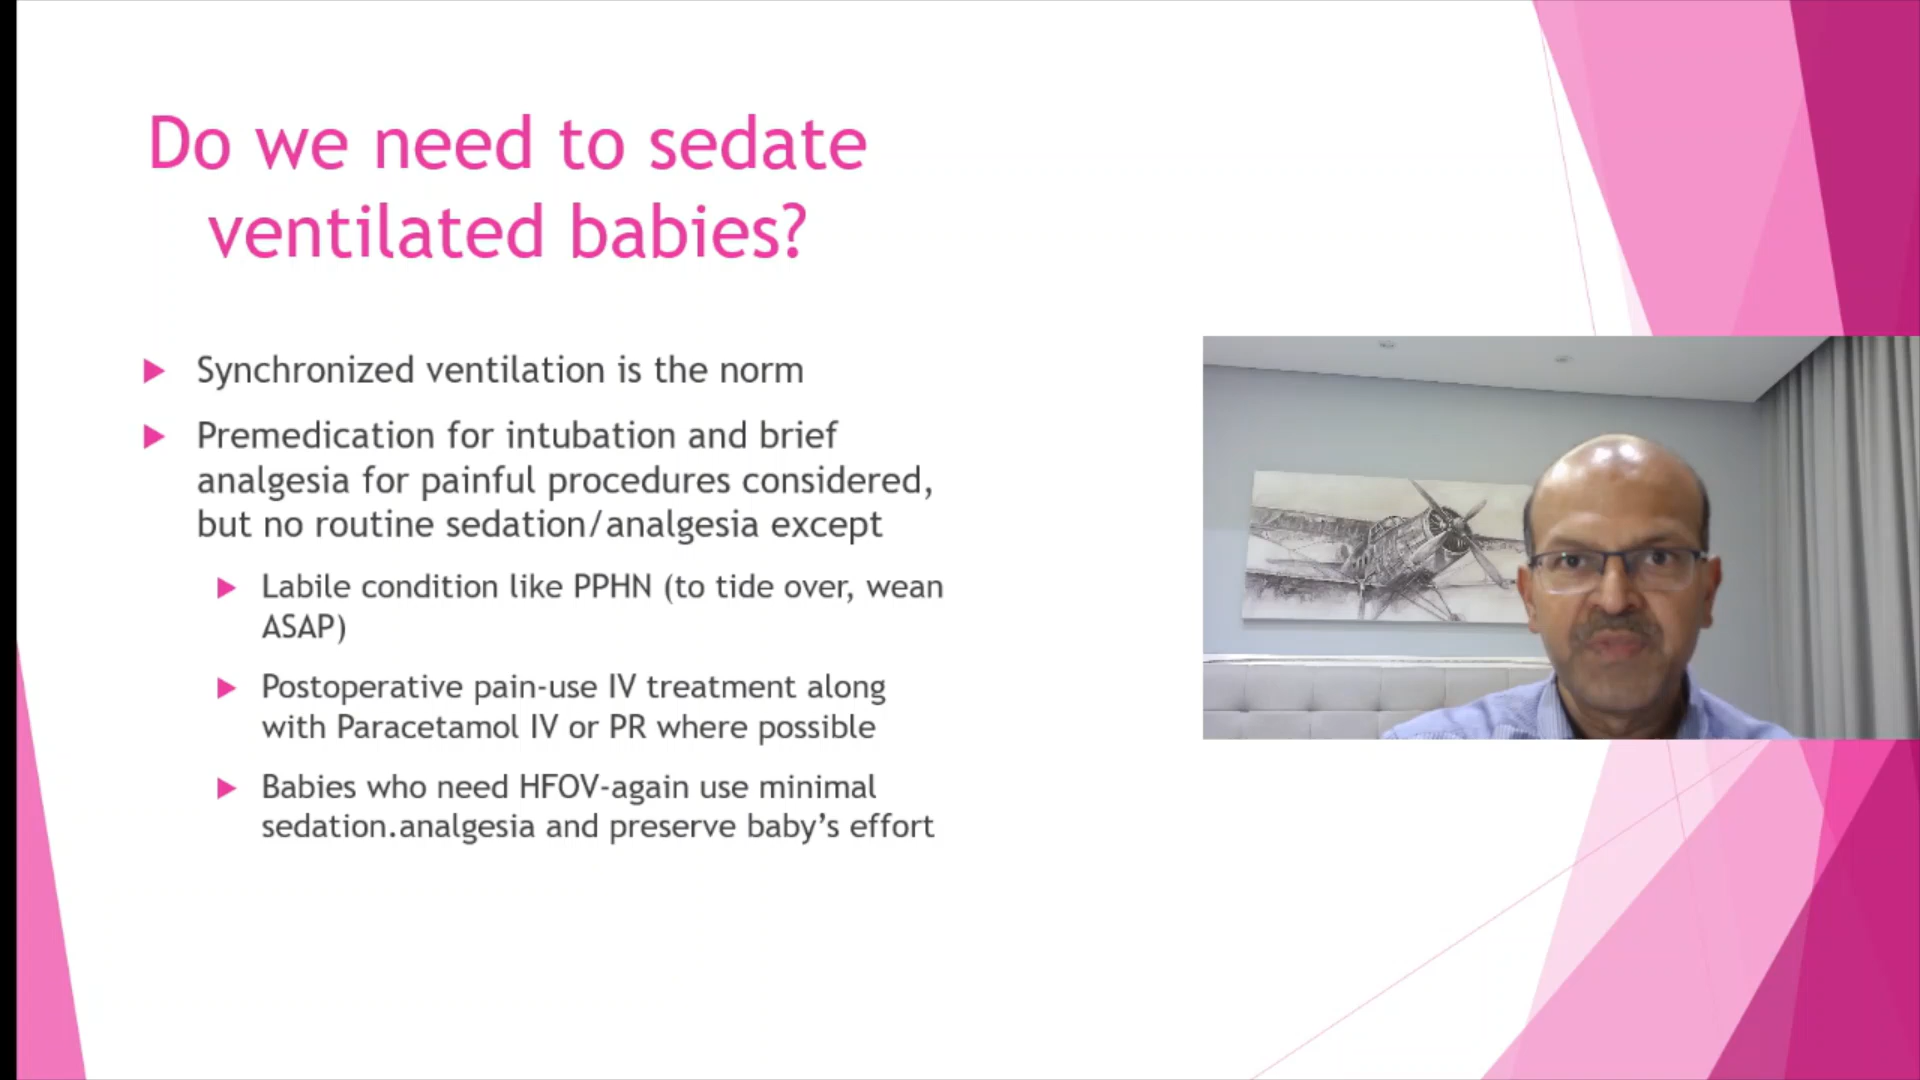 Do we need to sedate
ventilated babies?
Synchronized ventilation is the norm
Premedication for intubation and brief
analgesia for painful procedures considered,
but no routine sedation/analgesia except
Labile condition like PPHN (to tide over, wean
ASAP)
Postoperative pain-use IV treatment along
with Paracetamol IV or PR where possible
Babies who need HFOV-again use minimal
sedation.analgesia and preserve baby's effort